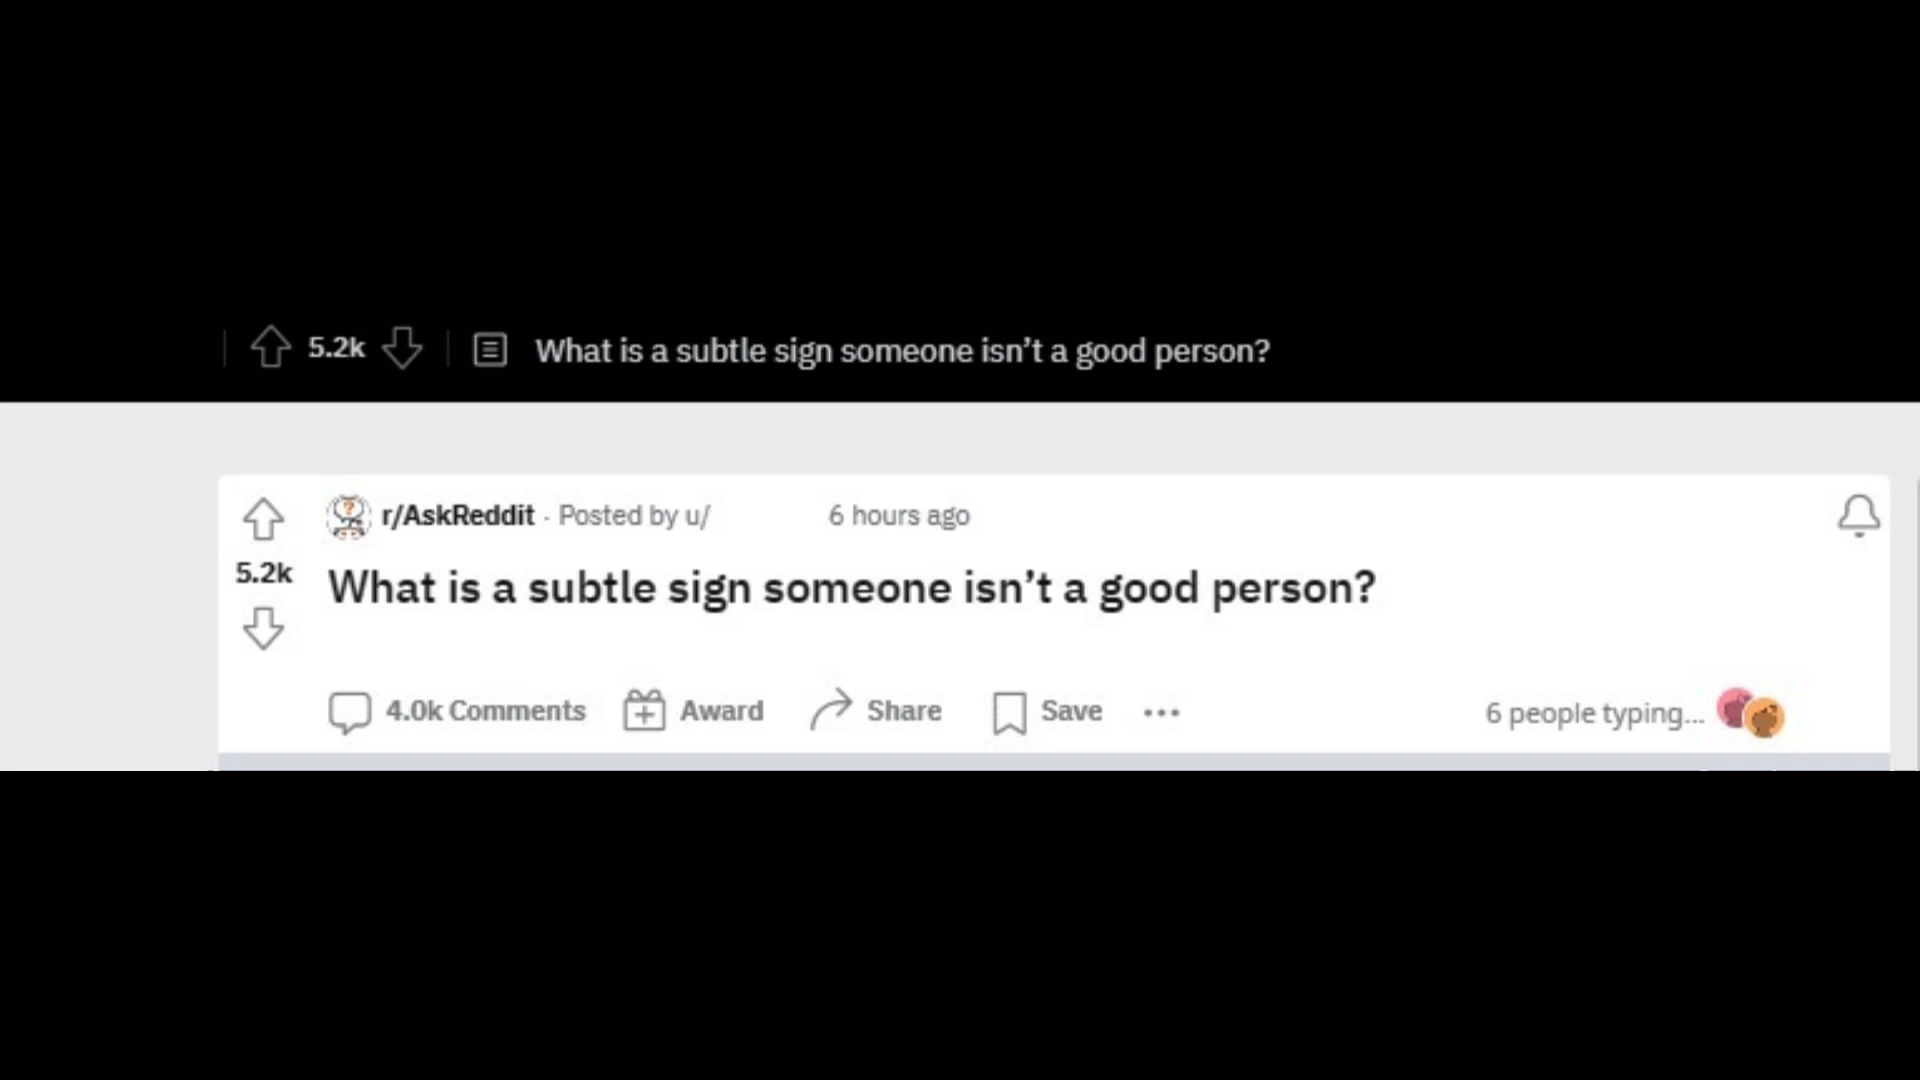 5.2k What is a subtle sign someone isn’t a good person?
r/AskReddit · Posted by u/ 6 hours ago
5.2k
What is a subtle sign someone isn’t a good person?
4.0k Comments Award Share Save ··· 6 people typing...